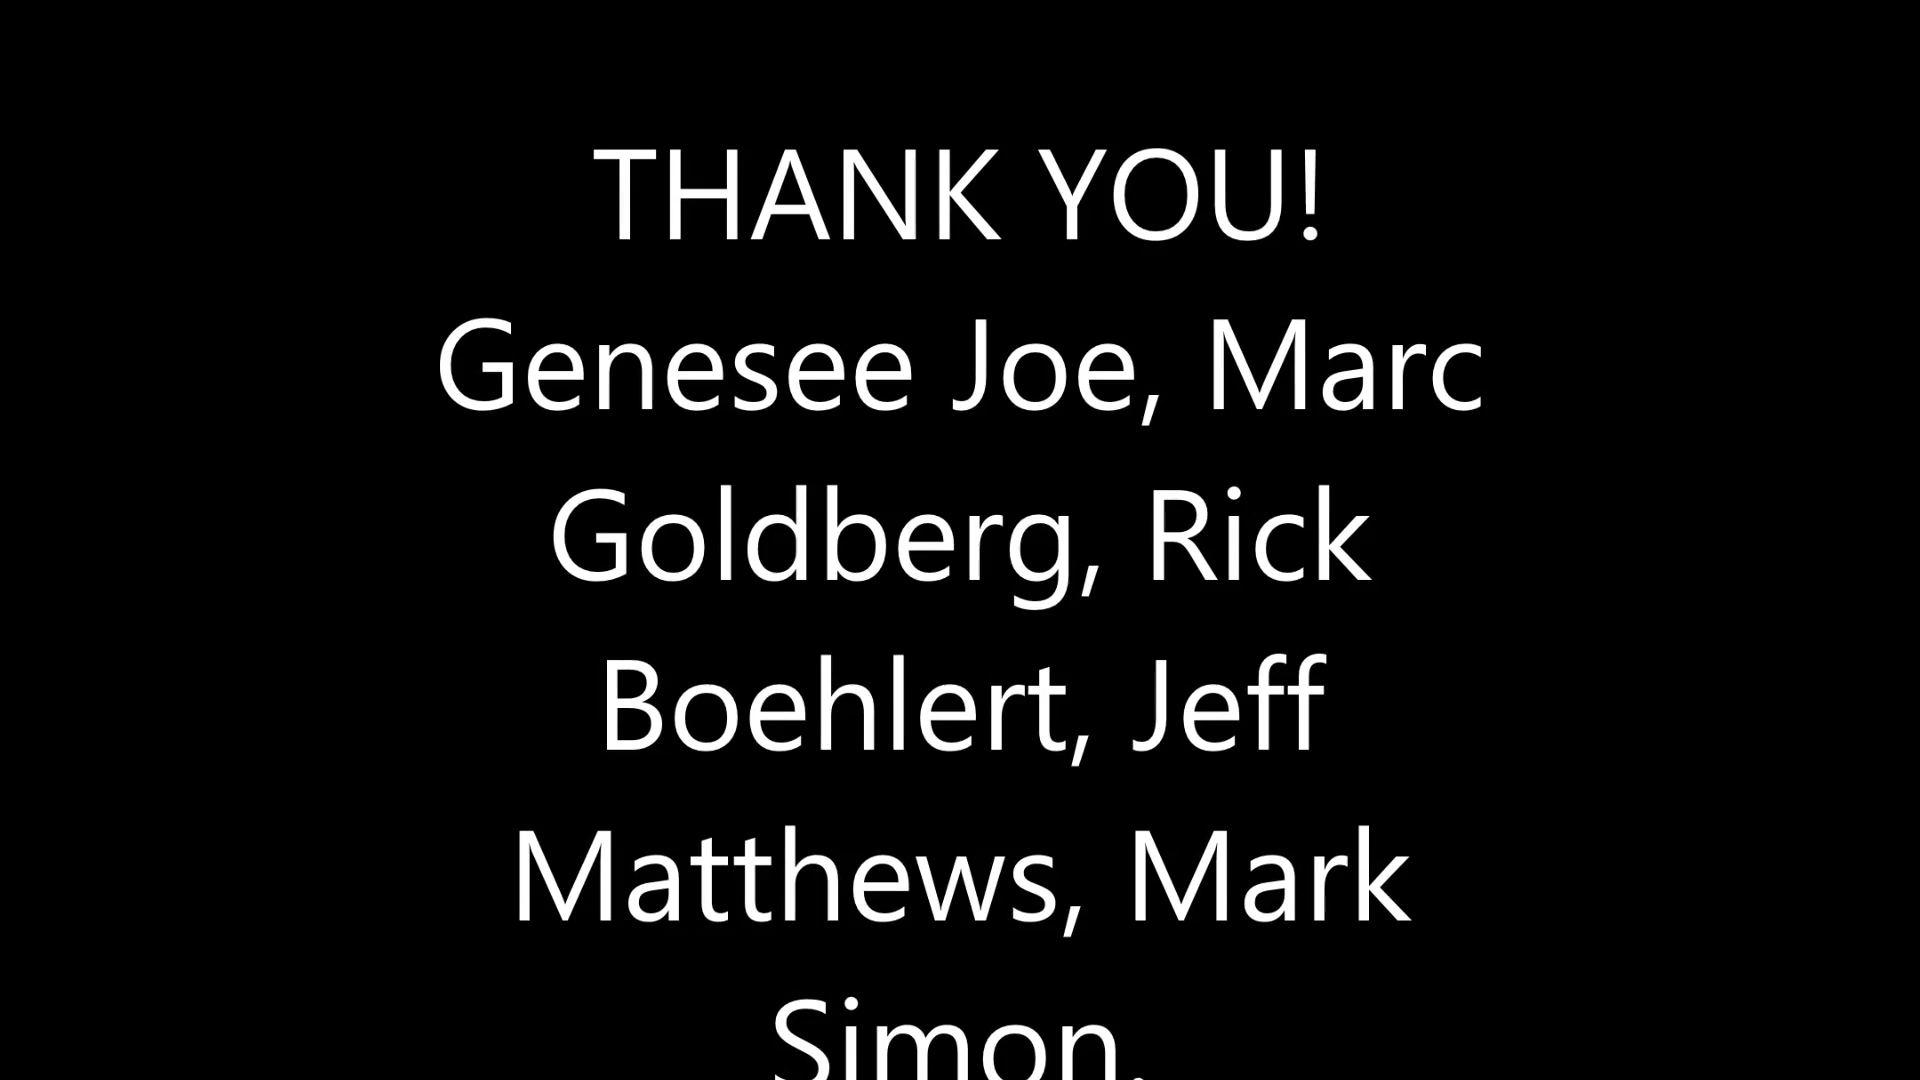 THANK YOU!
Genesee Joe, Marc
Goldberg, Rick
Boehlert, Jeff
Matthews, Mark
Simon,